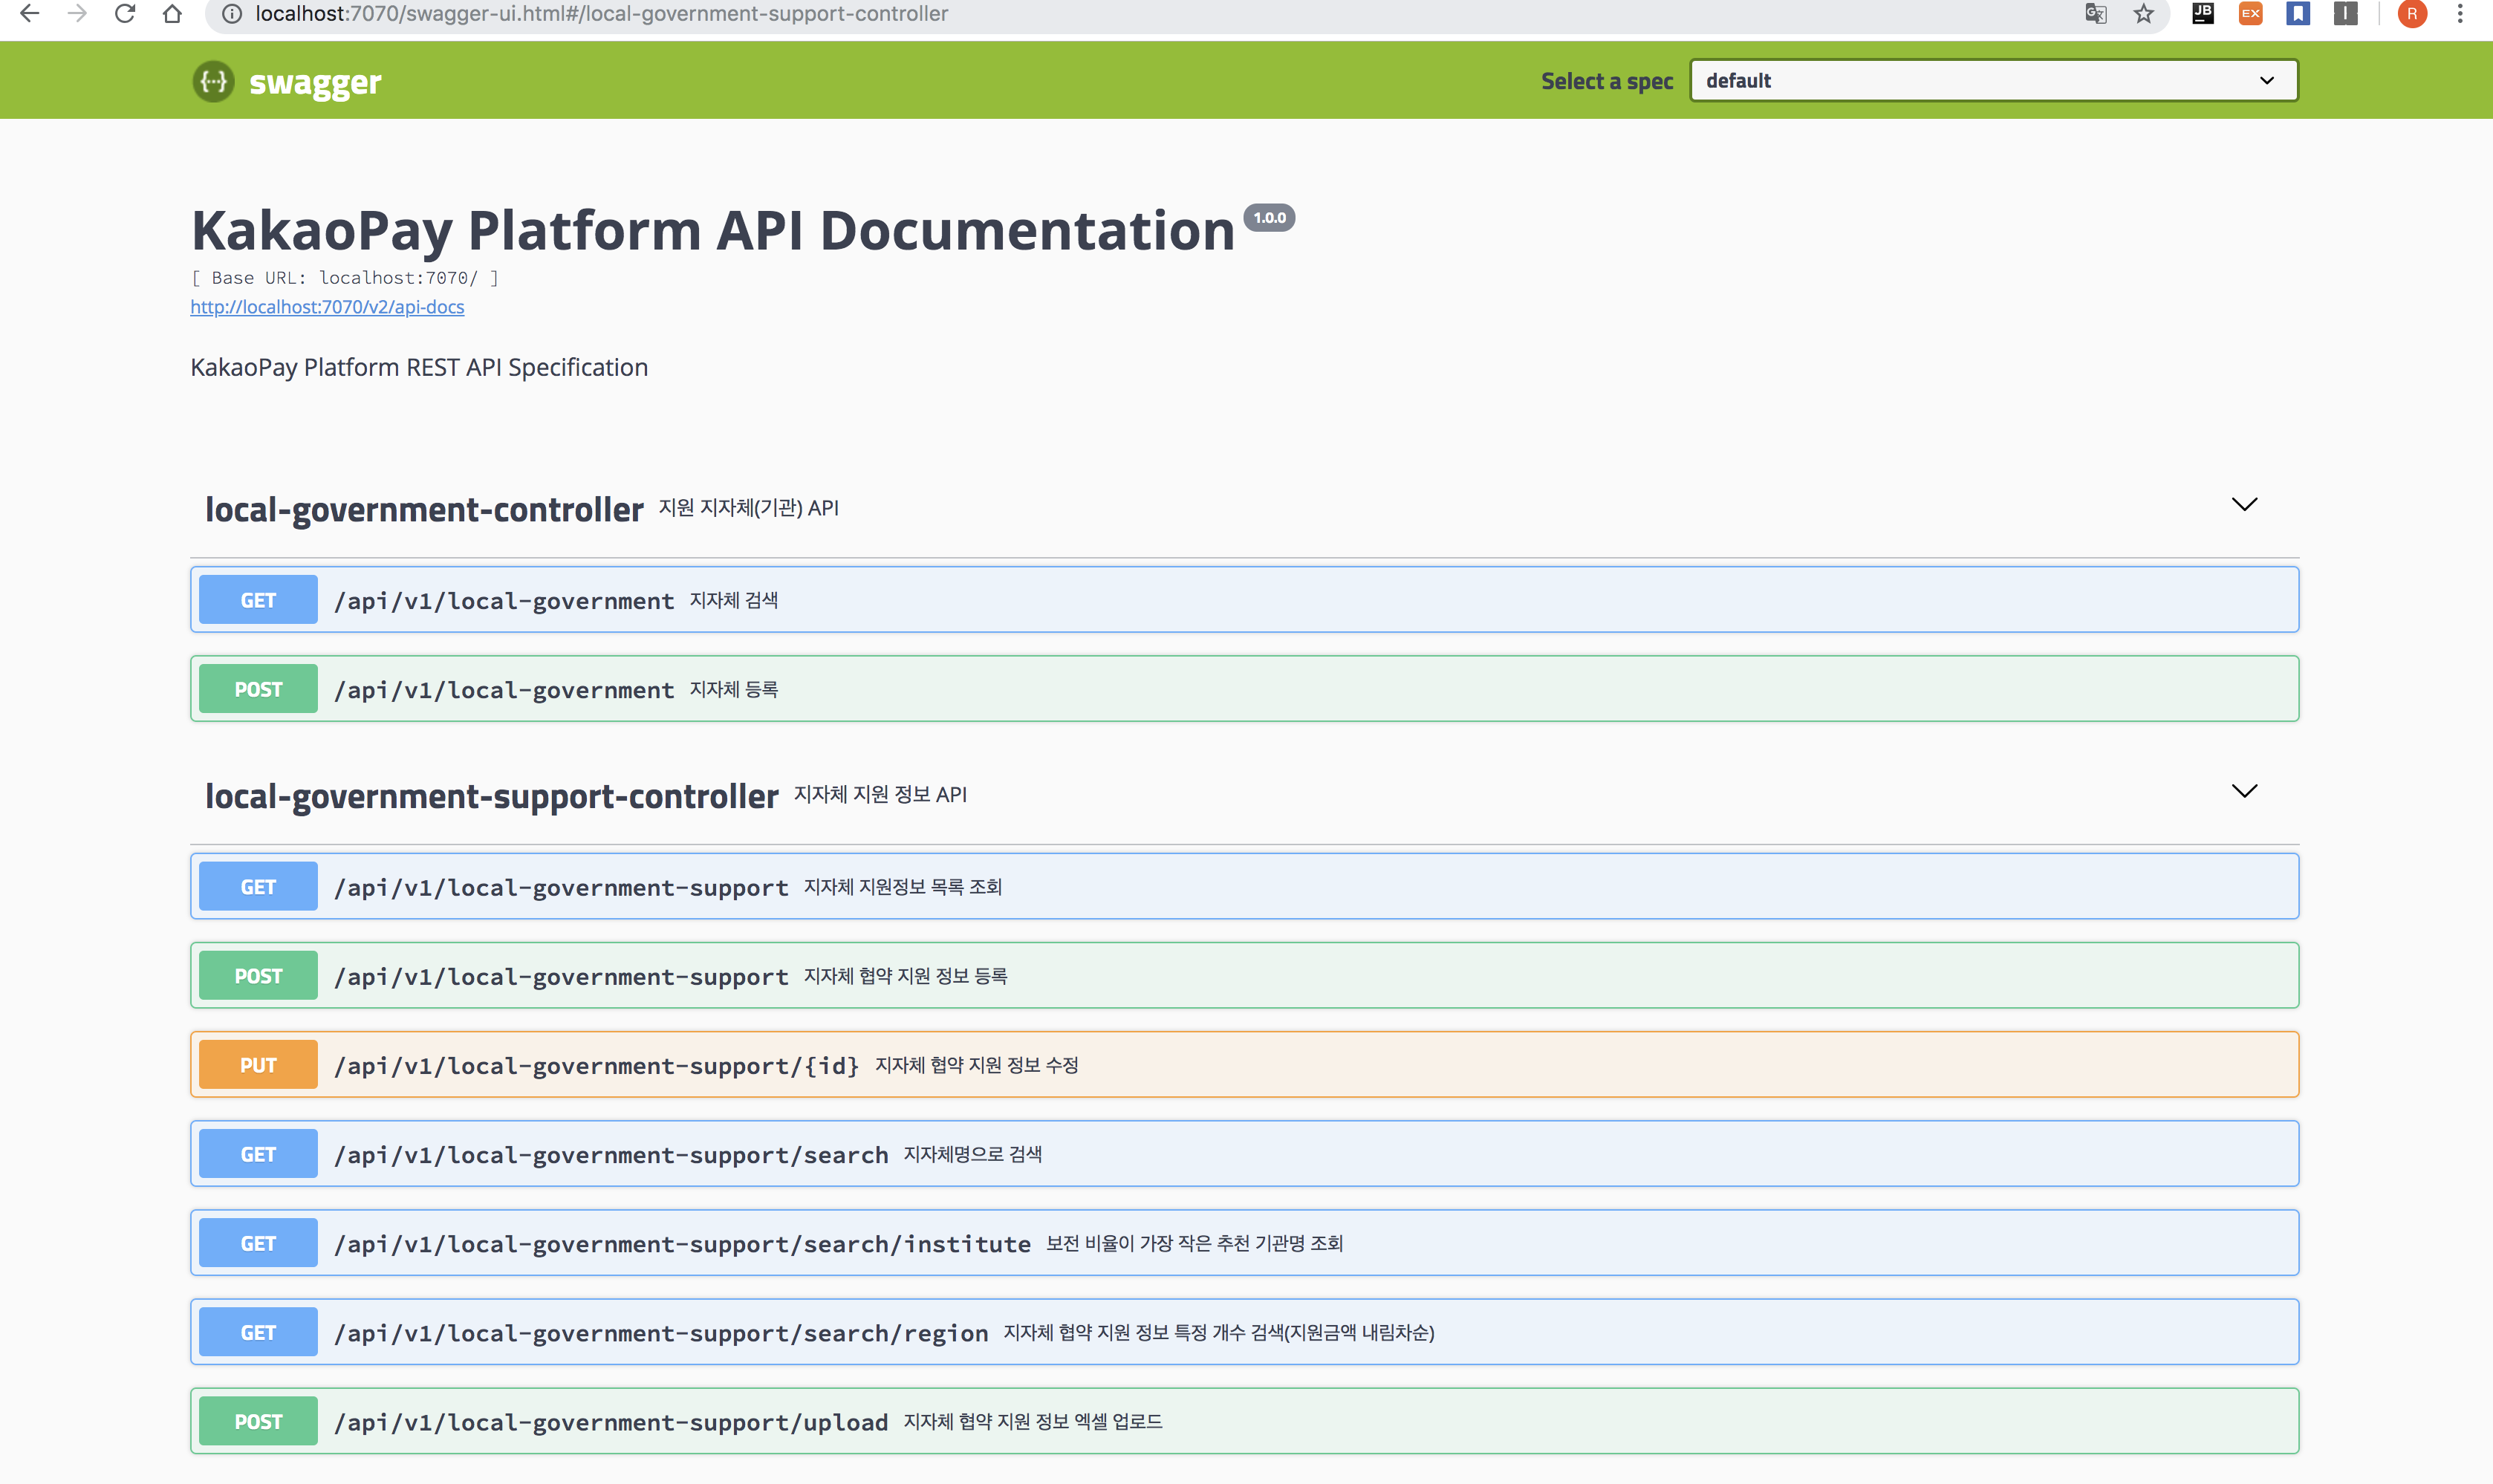 localhost:7070/swagger-ui.html#/local-government-support-controller
JB
EX
I
R
{···} swagger
Select a spec
default
KakaoPay Platform API Documentation 1.0.0
[ Base URL: localhost:7070/ ]
http://localhost:7070/v2/api-docs
KakaoPay Platform REST API Specification
local-government-controller 지원 지자체(기관) API
GET /api/v1/local-government 지자체 검색
POST /api/v1/local-government 지자체 등록
local-government-support-controller 지자체 지원 정보 API
GET /api/v1/local-government-support 지자체 지원정보 목록 조회
POST /api/v1/local-government-support 지자체 협약 지원 정보 등록
PUT /api/v1/local-government-support/{id} 지자체 협약 지원 정보 수정
GET /api/v1/local-government-support/search 지자체명으로 검색
GET /api/v1/local-government-support/search/institute 보전 비율이 가장 작은 추천 기관명 조회
GET /api/v1/local-government-support/search/region 지자체 협약 지원 정보 특정 개수 검색(지원금액 내림차순)
POST /api/v1/local-government-support/upload 지자체 협약 지원 정보 엑셀 업로드